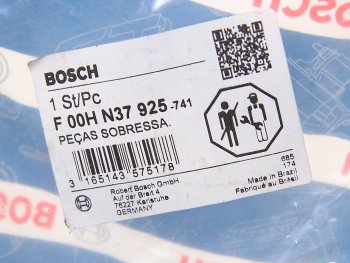 BOSCH
1 St/Pc
F 00H N37 925 -741
PEÇAS SOBRESSA.
3 165143 575178
Robert Bosch GmbH
Auf der Breit 4
76227 Karlsruhe
GERMANY
885
174
Made in Brazil
Fabriqué au Brésil
BOSCH